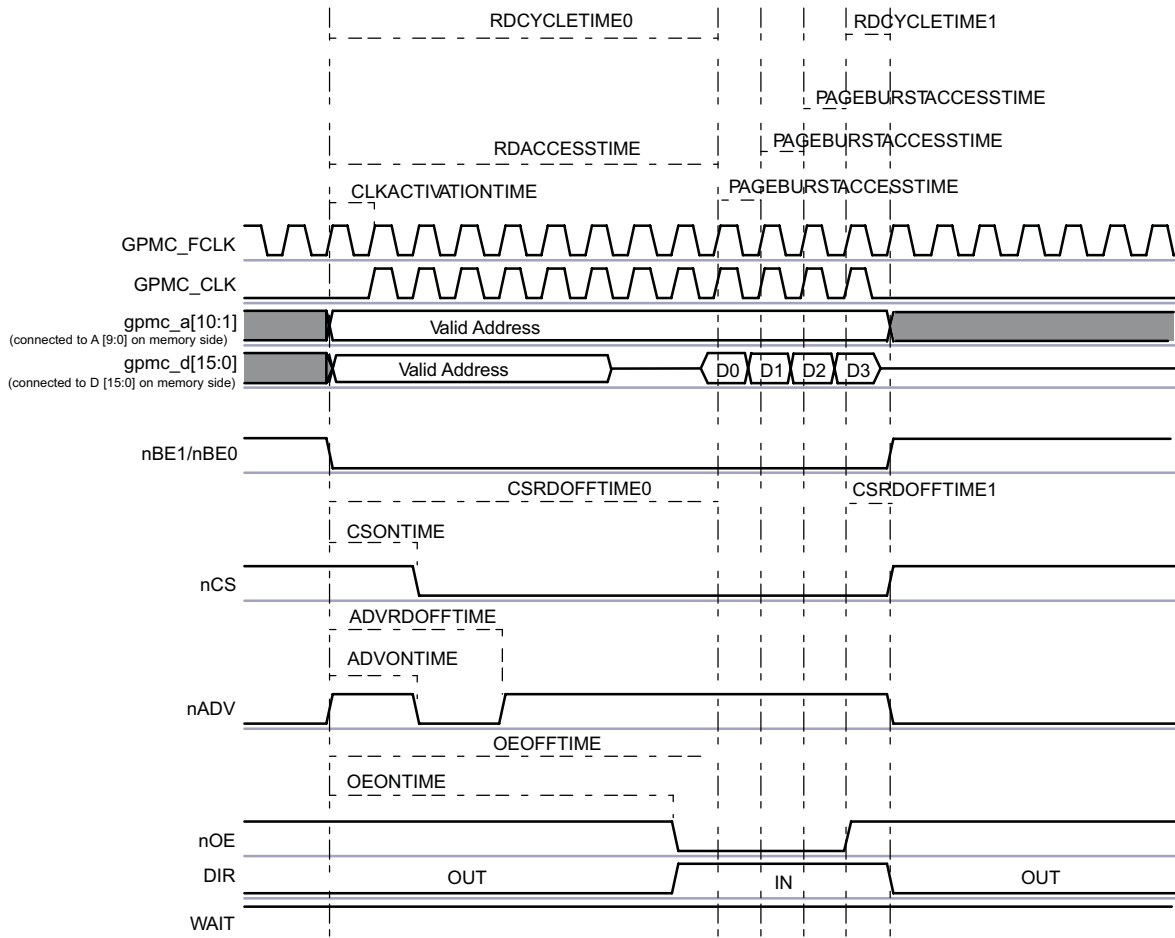 RDCYCLETIME0
RDCYCLETIME1
PAGEBURSTACCESSTIME
PAGEBURSTACCESSTIME
RDACCESSTIME
PAGEBURSTACCESSTIME
CLKACTIVATIONTIME
GPMC_FCLK
GPMC_CLK
gpmc_a[10:1]
Valid Address
(connected to A [9:0] on memory side)
gpmc_d[15:0]
Valid Address
D0
D1
D2
D3
(connected to D [15:0] on memory side)
nBE1/nBE0
CSRDOFFTIME0
CSRDOFFTIME1
CSONTIME
nCS
ADVRDOFFTIME
ADVONTIME
nADV
OEOFFTIME
OEONTIME
nOE
DIR
OUT
IN
OUT
WAIT